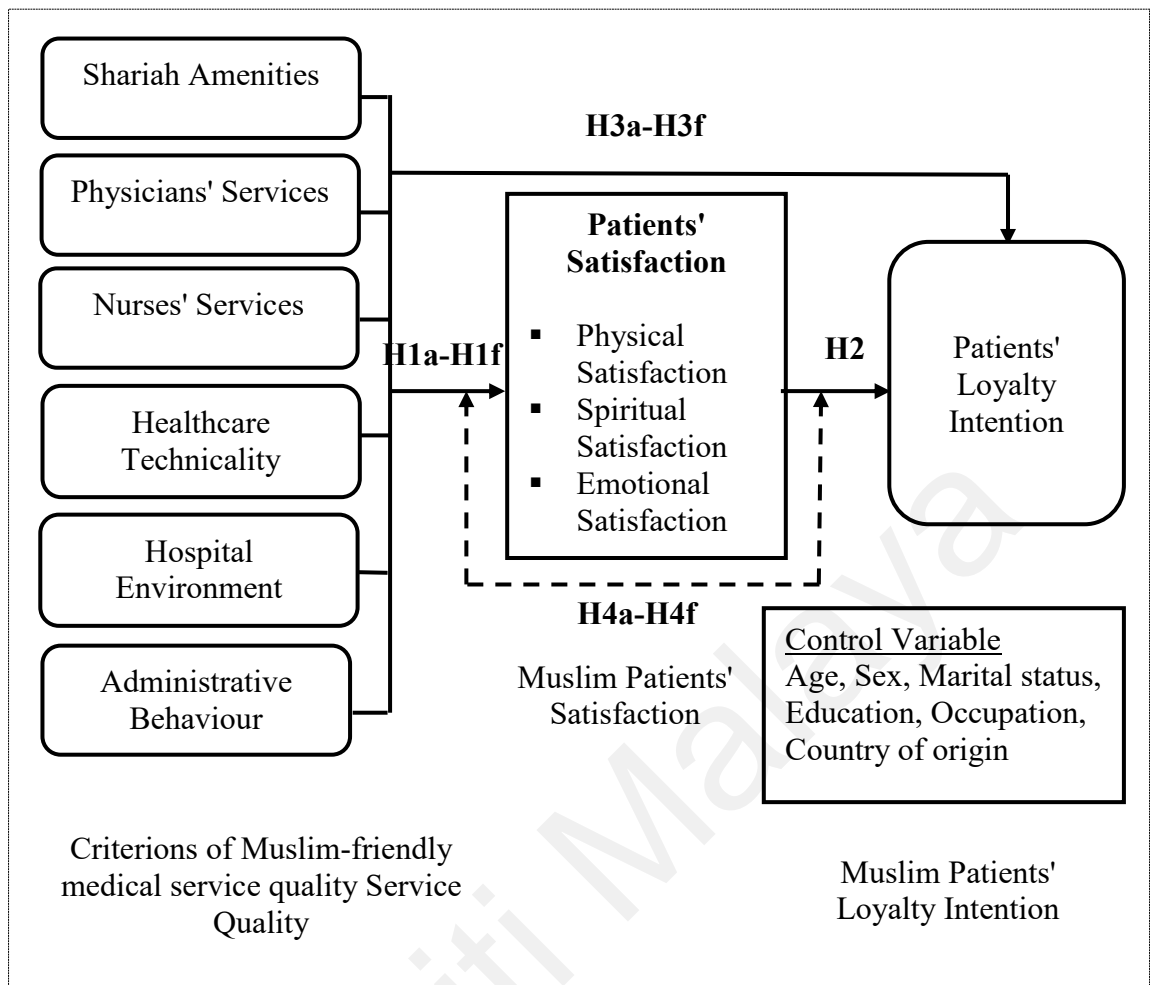 Shariah Amenities
Physicians' Services
Nurses' Services
Healthcare
Technicality
Hospital
Environment
Administrative
Behaviour
H1a-H1f
H3a-H3f
Patients'
Satisfaction
▪ Physical
Satisfaction
▪ Spiritual
Satisfaction
▪ Emotional
Satisfaction
H2
Patients'
Loyalty
Intention
H4a-H4f
Muslim Patients'
Satisfaction
Control Variable
Age, Sex, Marital status,
Education, Occupation,
Country of origin
Criterions of Muslim-friendly
medical service quality Service
Quality
Muslim Patients'
Loyalty Intention
iti Malaya